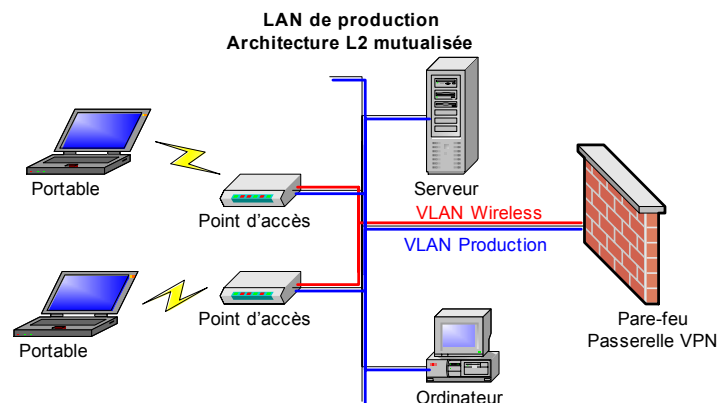 LAN de production
Architecture L2 mutualisée
Portable
Serveur
Point d'accès
VLAN Wireless
VLAN Production
Point d'accès
Portable
Pare-feu
Passerelle VPN
Ordinateur